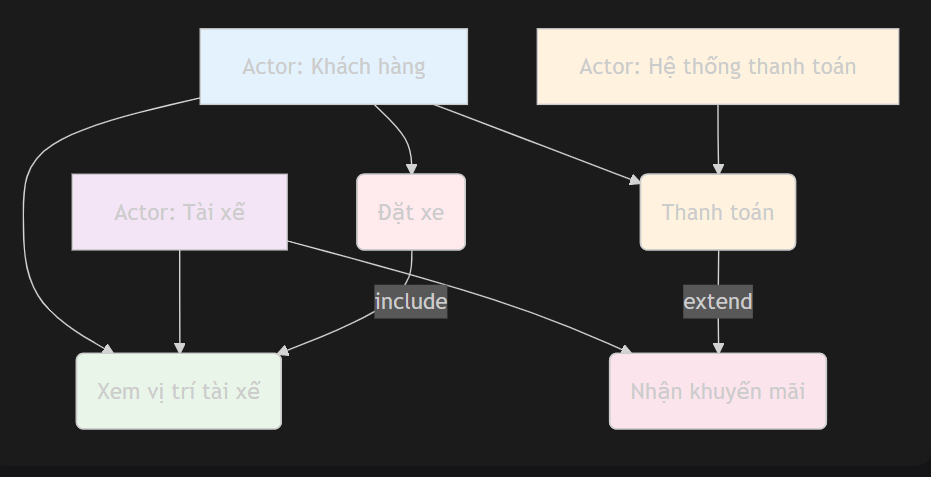 Actor: Khách hàng
Actor: Hệ thống thanh toán
Actor: Tài xế
Đặt xe
Thanh toán
include
extend
Xem vị trí tài xế
Nhận khuyến mãi